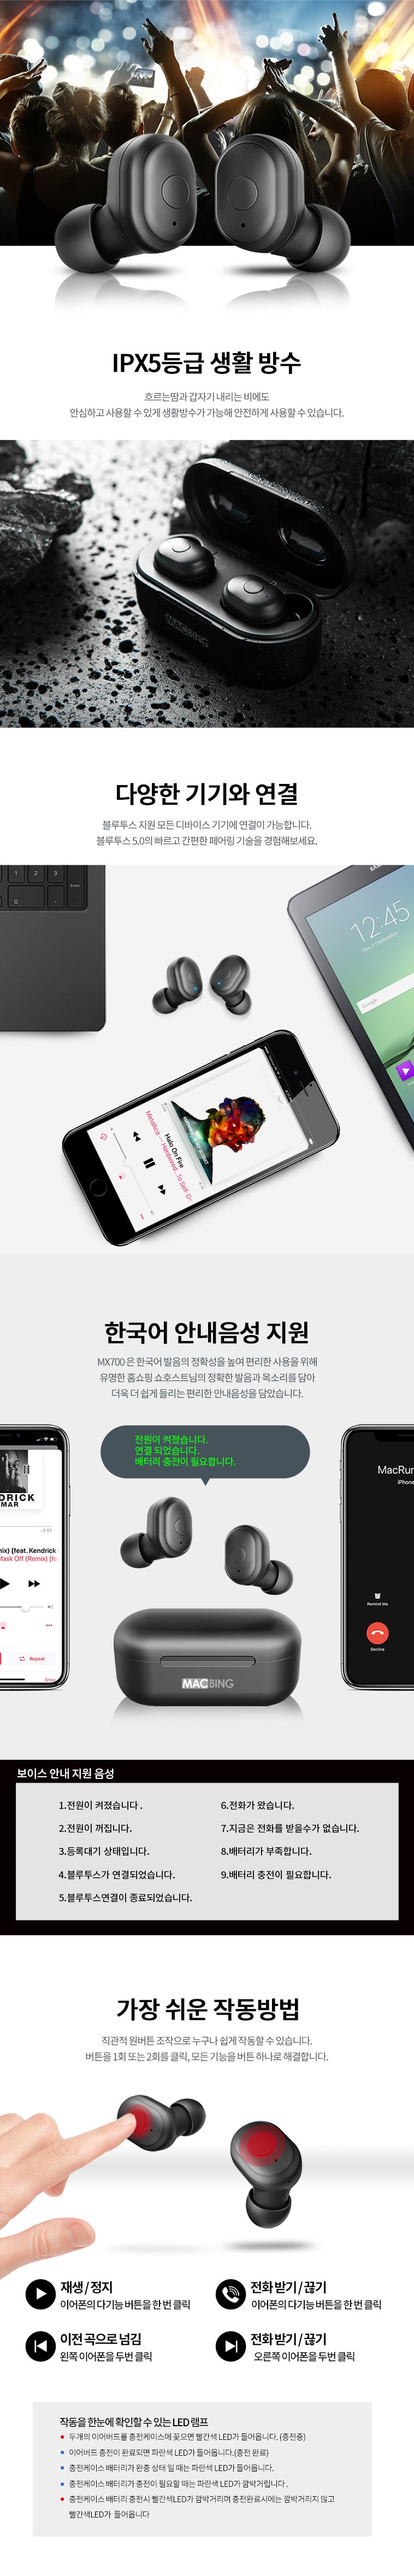 IPX5등급 생활 방수
흐르는땀과 갑자기 내리는 비에도
안심하고 사용할 수 있게 생활방수가 가능해 안전하게 사용할 수 있습니다.
MACBING
다양한 기기와 연결
블루투스 지원 모든 디바이스 기기에 연결이 가능합니다.
블루투스 5.0의 빠르고 간편한 페어링 기술을 경험해보세요.
1 2 3
Enter
0 .
12:45
Google
Halo On Fire
한국어 안내음성 지원
MX700 은 한국어 발음의 정확성을 높여 편리한 사용을 위해
유명한 홈쇼핑 쇼호스트님의 정확한 발음과 목소리를 담아
더욱 더 쉽게 들리는 편리한 안내음성을 담았습니다.
전원이 켜졌습니다.
연결 되었습니다.
배터리 충전이 필요합니다.
DRICK
MAR
-3:51
mix) [feat. Kendrick
Mask Off (Remix) [fe
Repeat
MacRun
iPhone
Remind Me
Decline
MACBING
보이스 안내 지원 음성
1.전원이 켜졌습니다 .
2.전원이 꺼집니다.
3.등록대기 상태입니다.
4.블루투스가 연결되었습니다.
5.블루투스연결이 종료되었습니다.
6.전화가 왔습니다.
7.지금은 전화를 받을수가 없습니다.
8.배터리가 부족합니다.
9.배터리 충전이 필요합니다.
가장 쉬운 작동방법
직관적 원버튼 조작으로 누구나 쉽게 작동할 수 있습니다.
버튼을 1회 또는 2회를 클릭, 모든 기능을 버튼 하나로 해결합니다.
재생 / 정지
이어폰의 다기능 버튼을 한 번 클릭
전화 받기 / 끊기
이어폰의 다기능 버튼을 한 번 클릭
이전 곡으로 넘김
왼쪽 이어폰을 두번 클릭
전화 받기 / 끊기
오른쪽 이어폰을 두번 클릭
작동을 한눈에 확인할 수 있는 LED 램프
두개의 이어버드를 충전케이스에 꽂으면 빨간색 LED가 들어옵니다. (충전중)
이어버드 충전이 완료되면 파란색 LED가 들어옵니다.(충전 완료)
충전케이스 배터리가 완충 상태 일 때는 파란색 LED가 들어옵니다.
충전케이스 배터리가 충전이 필요할 때는 파란색 LED가 깜박거립니다 .
충전케이스 배터리 충전시 빨간색LED가 깜박거리며 충전완료시에는 깜박거리지 않고
빨간색LED가 들어옵니다